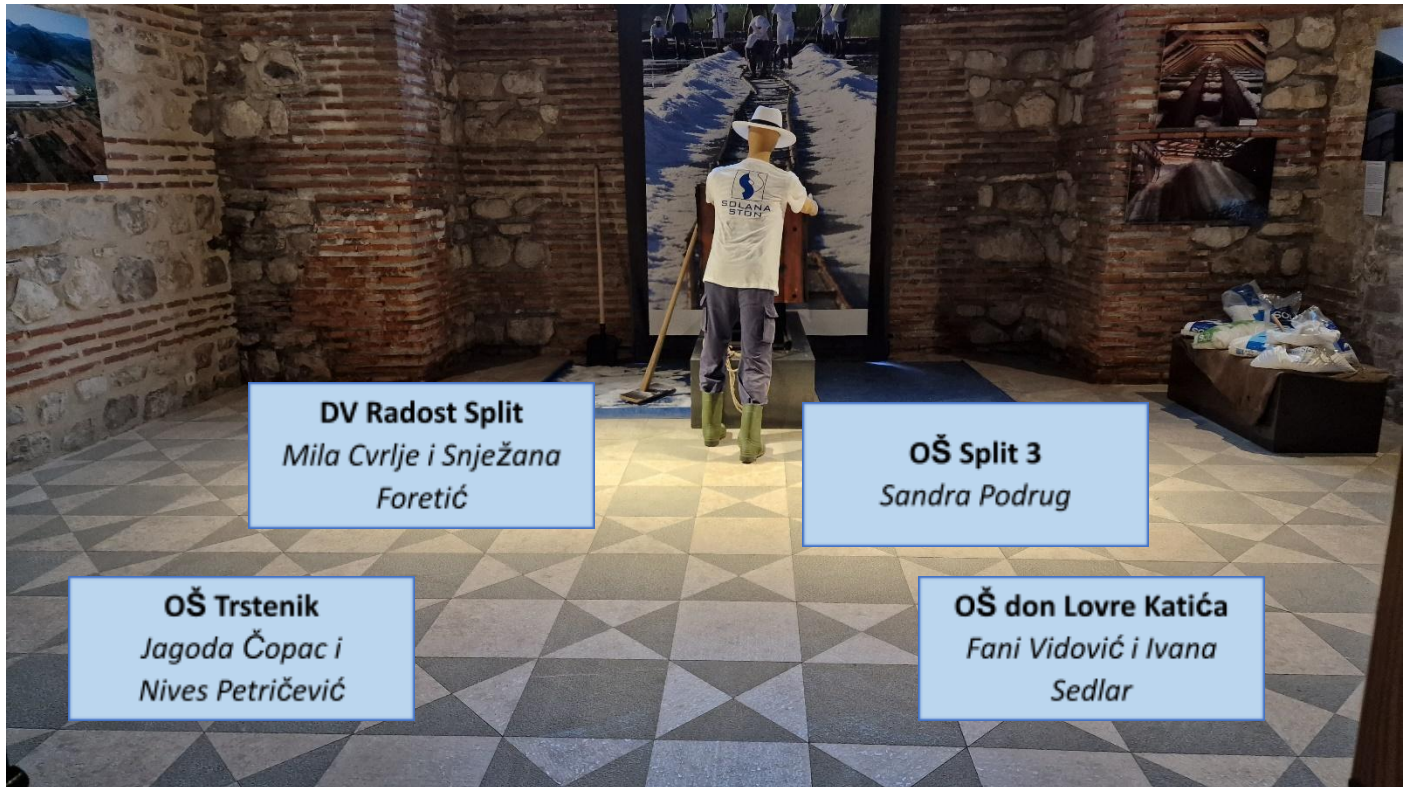 SOLANA
STON
DV Radost Split
Mila Cvrlje i Snježana
Foretić
OŠ Split 3
Sandra Podrug
OŠ Trstenik
Jagoda Čopac i
Nives Petričević
OŠ don Lovre Katića
Fani Vidović i Ivana
Sedlar